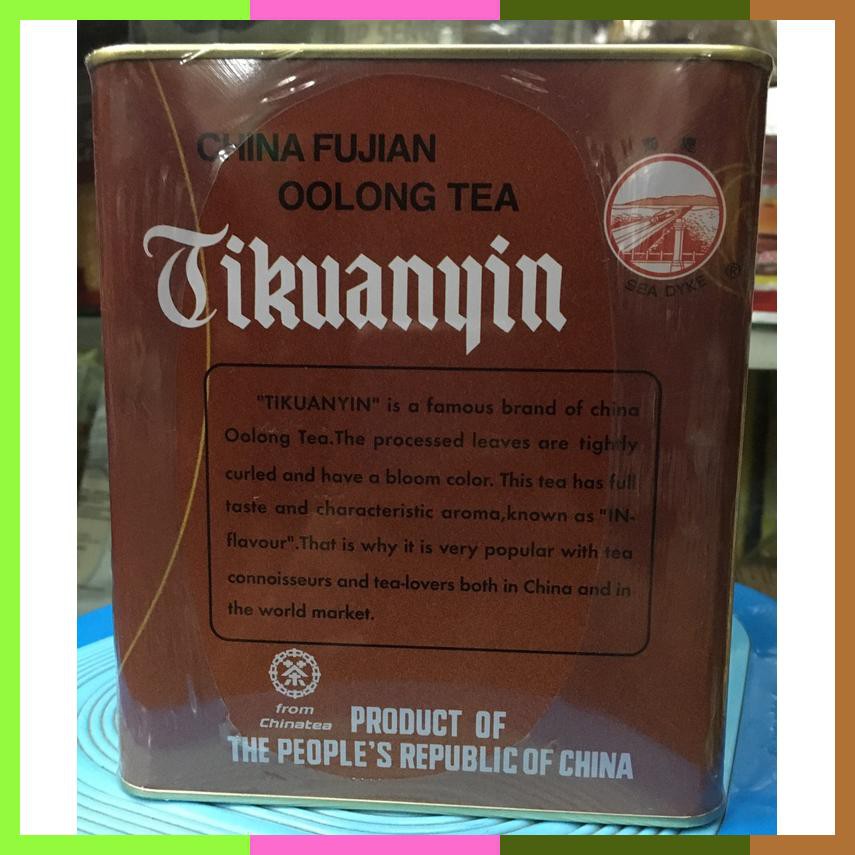 CHINA FUJIAN
OOLONG TEA
Tikuanyin
SEA DYKE ®
"TIKUANYIN" is a famous brand of china
Oolong Tea.The processed leaves are tightly
curled and have a bloom color. This tea has full
taste and characteristic aroma,known as "IN-
flavour".That is why it is very popular with tea
connoisseurs and tea-lovers both in China and in
the world market.
茶
from
Chinatea
PRODUCT OF
THE PEOPLE'S REPUBLIC OF CHINA